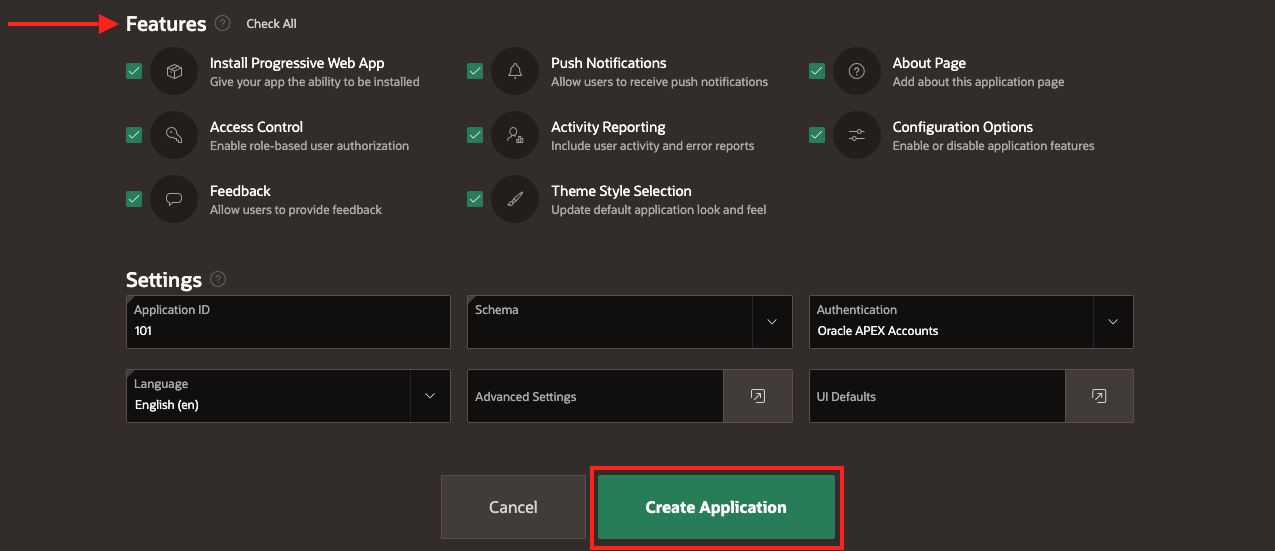 Features
Check All
Install Progressive Web App
Give your app the ability to be installed
Push Notifications
Allow users to receive push notifications
About Page
Add about this application page
Access Control
Enable role-based user authorization
Activity Reporting
Include user activity and error reports
Configuration Options
Enable or disable application features
Feedback
Allow users to provide feedback
Theme Style Selection
Update default application look and feel
Settings
Application ID
101
Schema
Authentication
Oracle APEX Accounts
Language
English (en)
Advanced Settings
UI Defaults
Cancel
Create Application